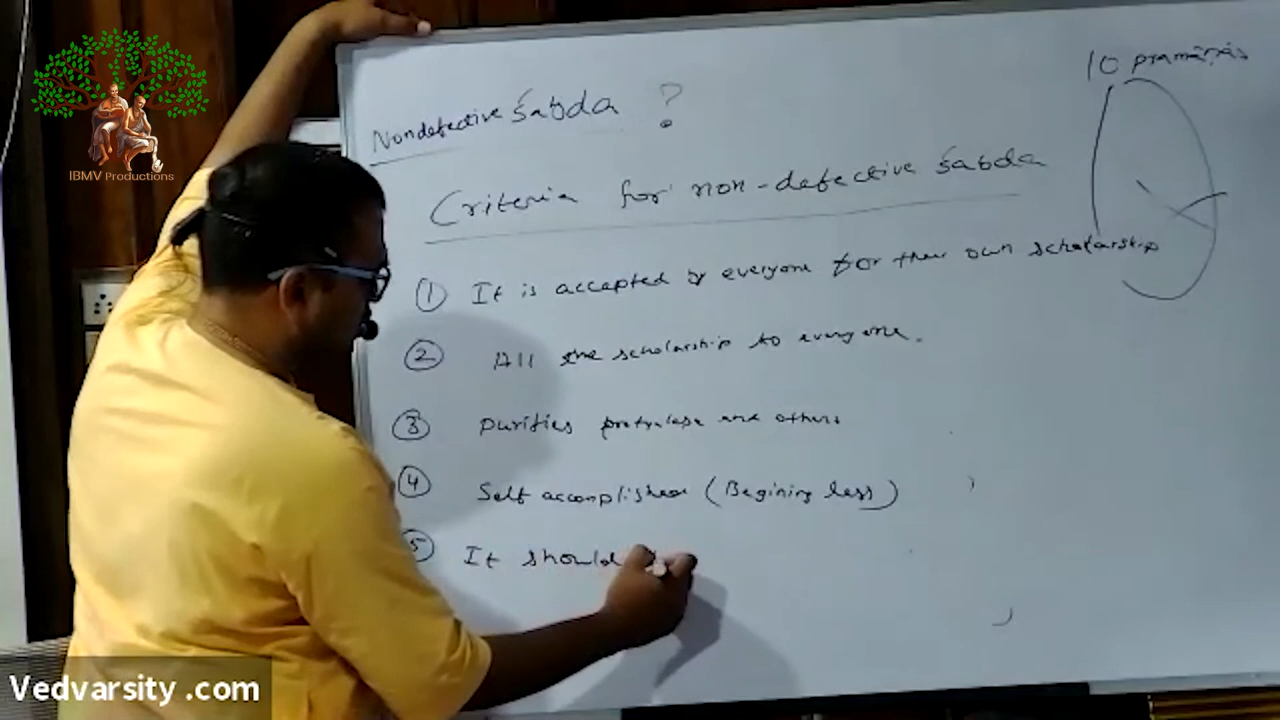 IBMV Productions
10 pramāṇas
Nondefective śabda ?
Criteria for non-defective śabda
① It is accepted by everyone for their own scholarship
② All the scholarship to everyone.
③ Purifies and others
④ Self accomplished (Begining less)
⑤ It should
Vedvarsity .com